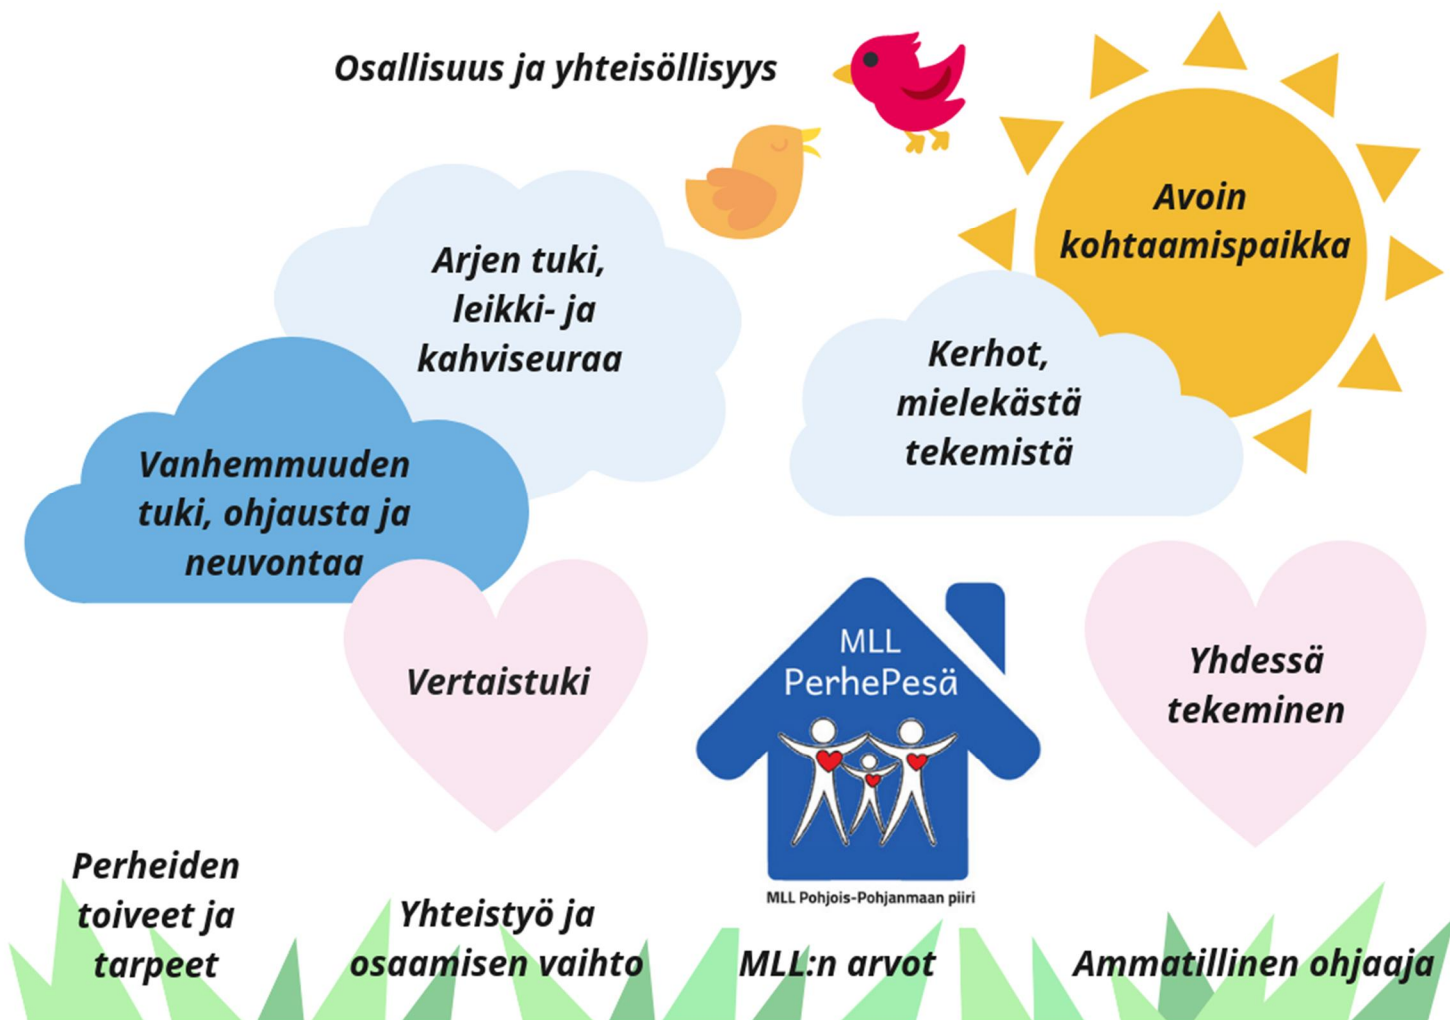 Osallisuus ja yhteisöllisyys
Avoin
kohtaamispaikka
Arjen tuki,
leikki- ja
kahviseuraa
Kerhot,
mielekästä
tekemistä
Vanhemmuuden
tuki, ohjausta ja
neuvontaa
Vertaistuki
MLL
PerhePesä
MLL Pohjois-Pohjanmaan piiri
Yhdessä
tekeminen
Perheiden
toiveet ja
tarpeet
Yhteistyö ja
osaamisen vaihto
MLL:n arvot
Ammatillinen ohjaaja